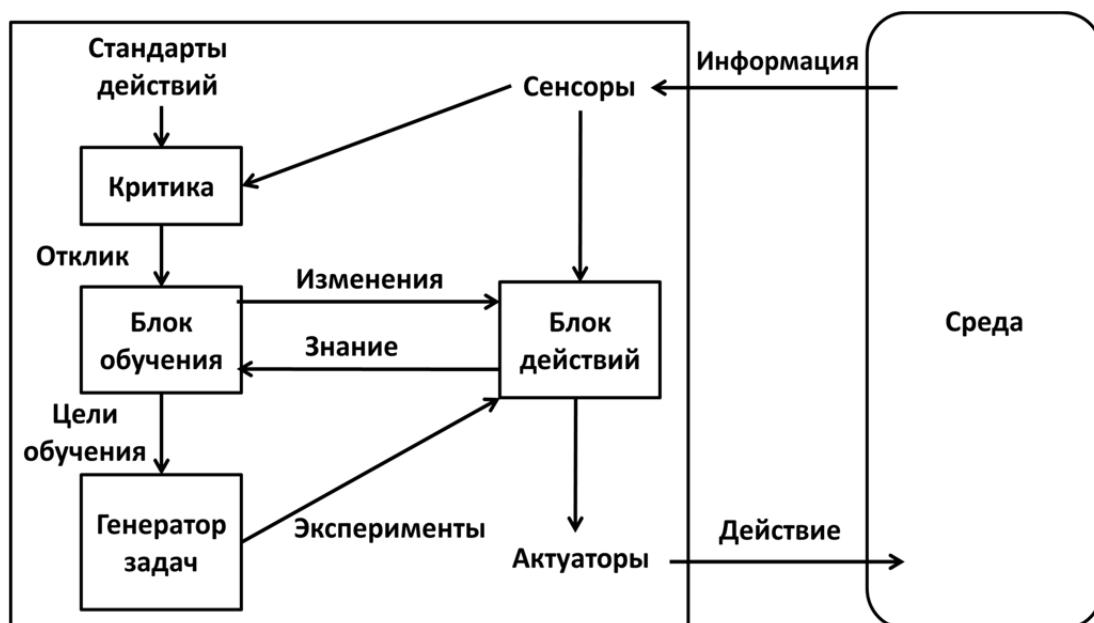 Стандарты
действий
Сенсоры
Информация
Критика
Отклик
Изменения
Блок
обучения
Знание
Блок
действий
Среда
Цели
обучения
Генератор
задач
Эксперименты
Актуаторы
Действие